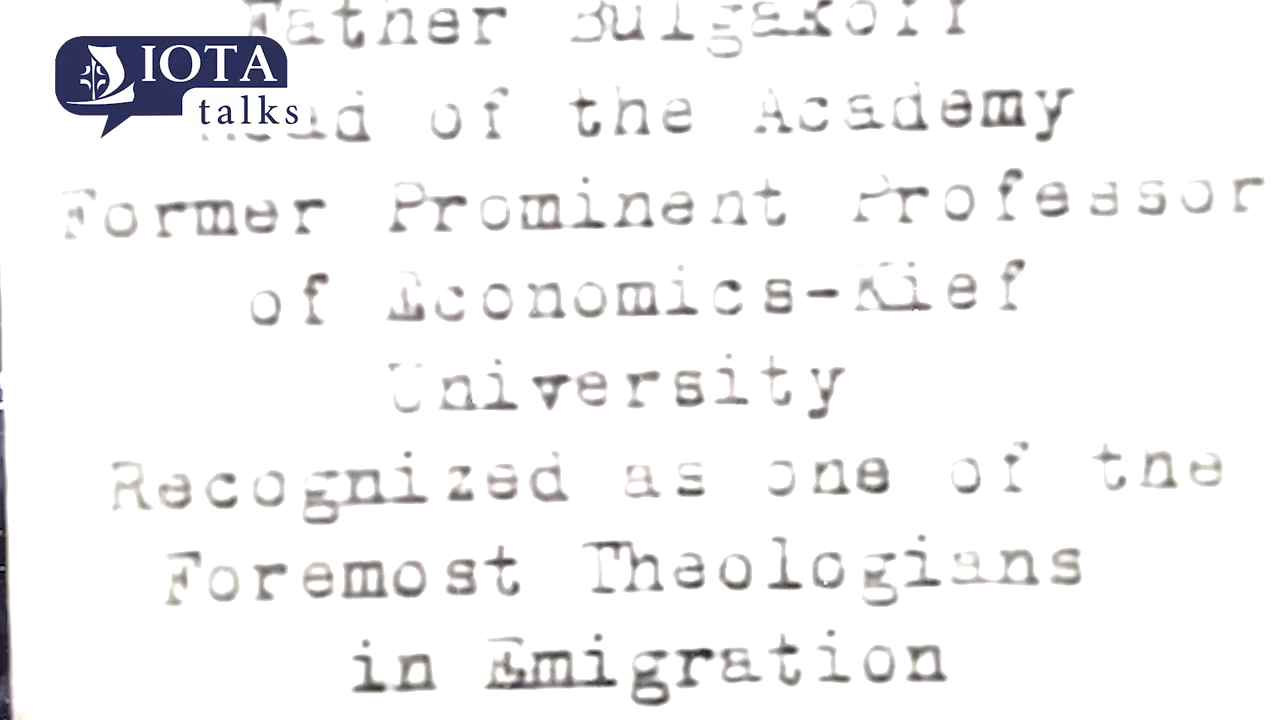 Father Bulgakoff
IOTA
talks
Head of the Academy
Former Prominent Professor
of Economics-Kief
University
Recognized as one of the
Foremost Theologians
in Emigration